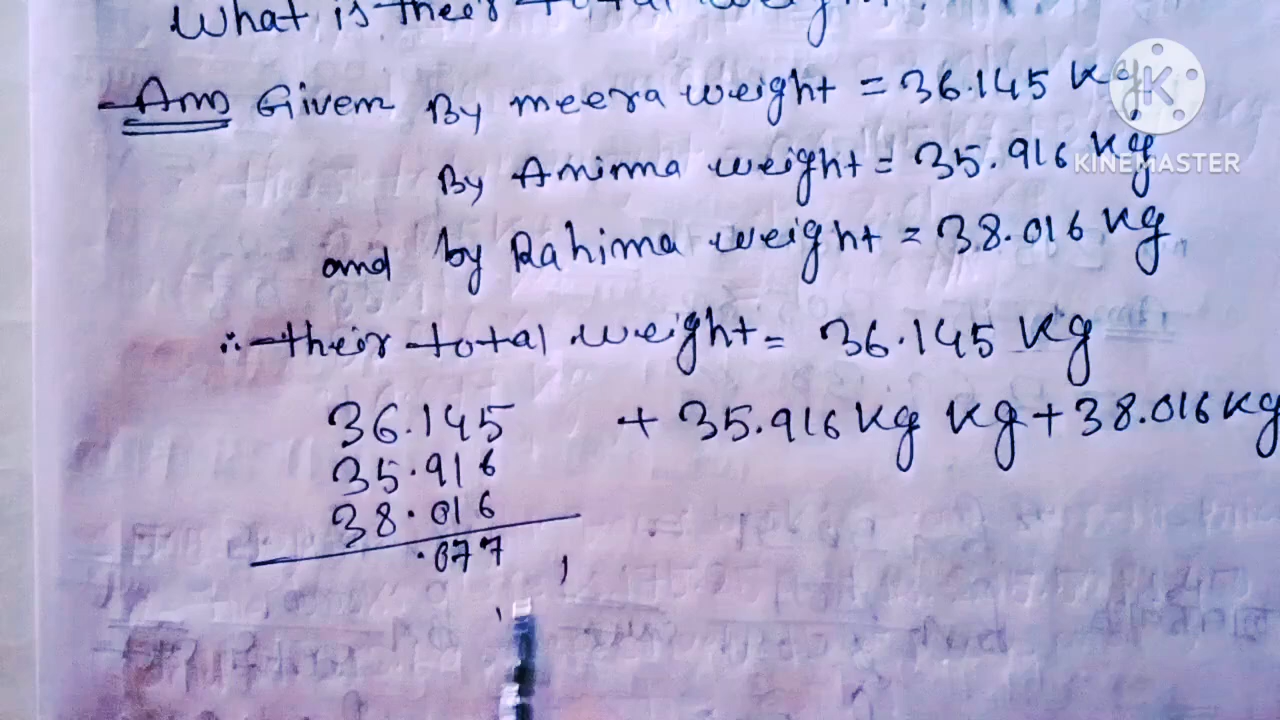 What is their total weight
Ans Given By meera weight = 36.145 Kg
By Anima weight = 35.916 Kg
and by Rahima weight = 38.016 Kg
∴ their total weight = 36.145 Kg
+ 35.916 Kg Kg + 38.016 Kg
36.145
35.916
38.016
.077
K
KINEMASTER